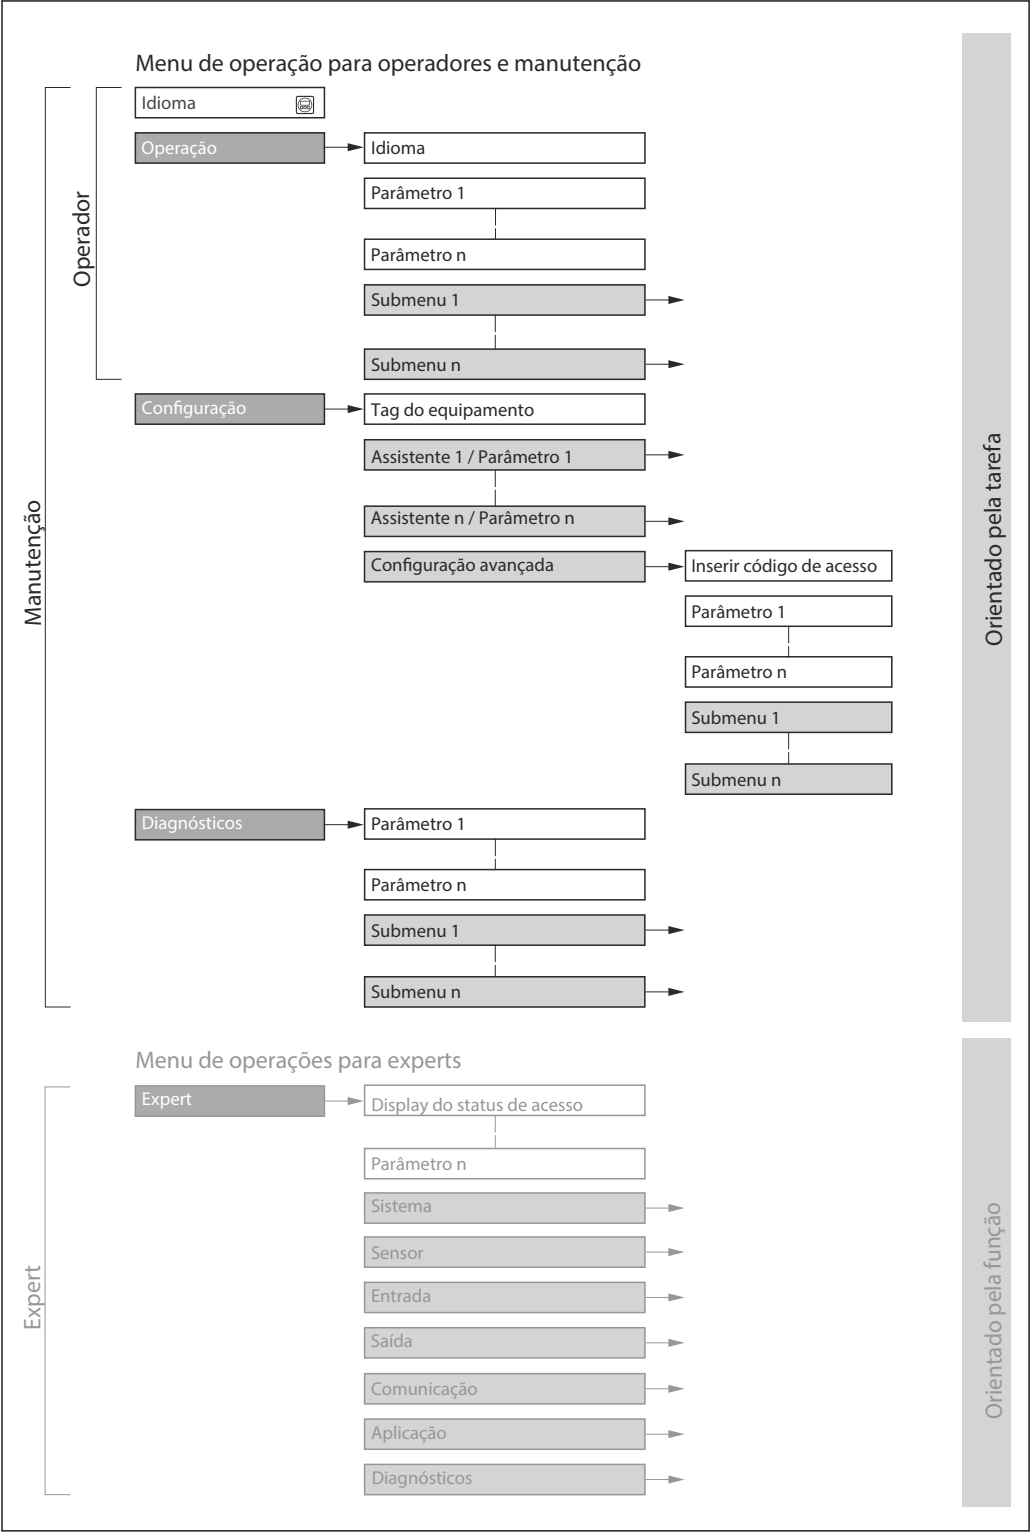 Menu de operação para operadores e manutenção
Manutenção
Operador
Idioma
Operação
Idioma
Parâmetro 1
Parâmetro n
Submenu 1
Submenu n
Configuração
Tag do equipamento
Assistente 1 / Parâmetro 1
Assistente n / Parâmetro n
Configuração avançada
Inserir código de acesso
Parâmetro 1
Parâmetro n
Submenu 1
Submenu n
Diagnósticos
Parâmetro 1
Parâmetro n
Submenu 1
Submenu n
Orientado pela tarefa
Menu de operações para experts
Expert
Expert
Display do status de acesso
Parâmetro n
Sistema
Sensor
Entrada
Saída
Comunicação
Aplicação
Diagnósticos
Orientado pela função